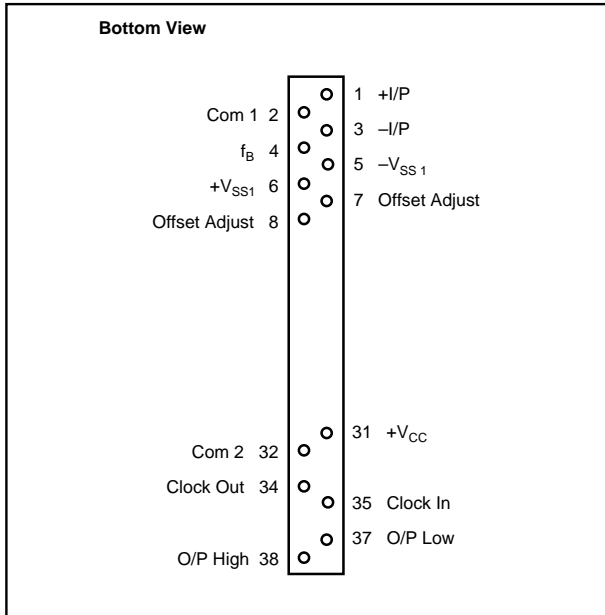 Bottom View
1 +I/P
Com 1 2
3 –I/P
f_B 4
5 –V_SS 1
+V_SS1 6
7 Offset Adjust
Offset Adjust 8
31 +V_CC
Com 2 32
Clock Out 34
35 Clock In
37 O/P Low
O/P High 38